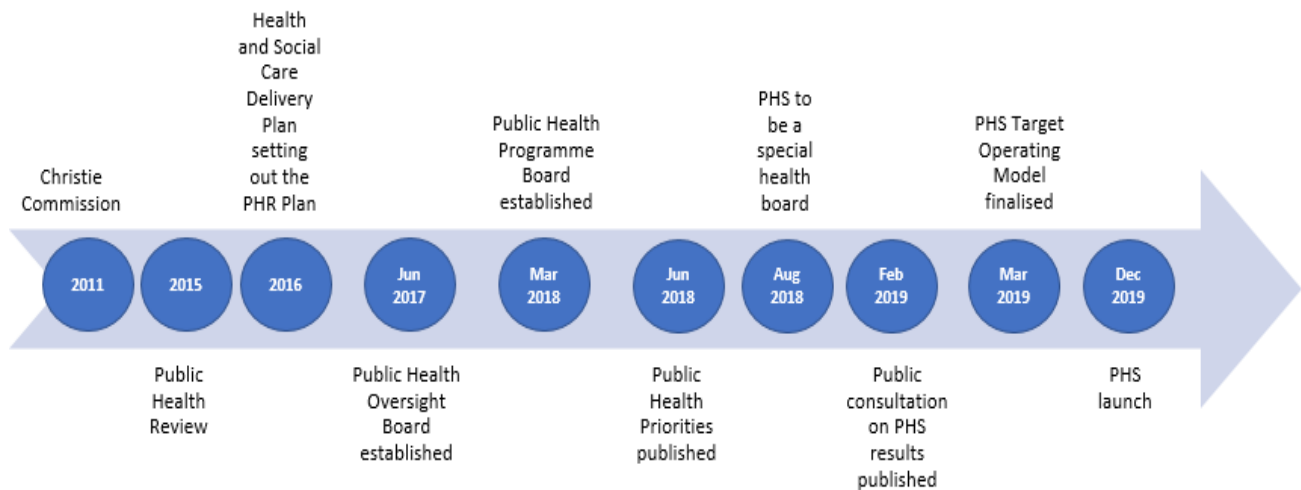 Health
and Social
Care
Delivery
Plan
setting
out the
PHR Plan
Christie
Commission
Public Health
Programme
Board
established
PHS to
be a
special
health
board
PHS Target
Operating
Model
finalised
2011
2015
2016
Jun
2017
Mar
2018
Jun
2018
Aug
2018
Feb
2019
Mar
2019
Dec
2019
Public
Health
Review
Public Health
Oversight
Board
established
Public
Health
Priorities
published
Public
consultation
on PHS
results
published
PHS
launch